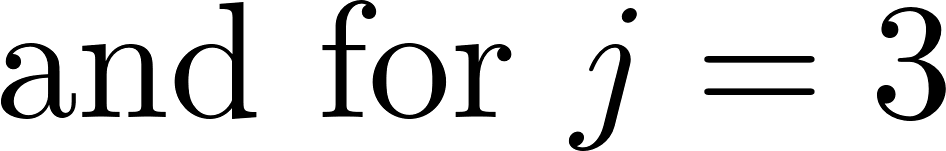 and for j = 3